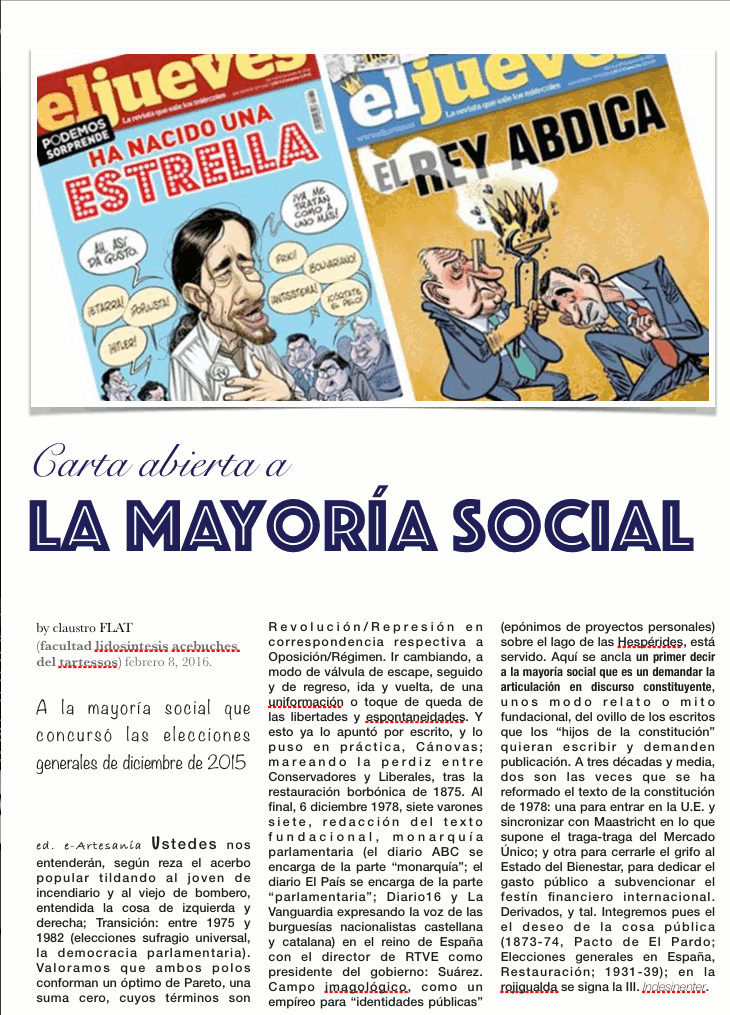 eljueves
La revista que sale los miércoles
PODEMOS
SORPRENDE
HA NACIDO UNA
ESTRELLA
AH, ASÍ
DA GUSTO.
¡YA ME
TRATAN
COMO A
UNO MÁS!
¡ETARRA!
¡POPULISTA!
¡HITLER!
¡FRIKI!
¡BOLIVARIANO!
¡ANTISISTEMA!
¡CÓRTATE
EL PELO!
eljueves
La revista que sale los miércoles
EL REY ABDICA
Carta abierta a
LA MAYORÍA SOCIAL
by claustro FLAT
(facultad lidosíntesis acebuches
del tartessos) febrero 8, 2016.
A la mayoría social que
concursó las elecciones
generales de diciembre de 2015
ed. e-Artesanía Ustedes nos
entenderán, según reza el acerbo
popular tildando al joven de
incendiario y al viejo de bombero,
entendida la cosa de izquierda y
derecha; Transición: entre 1975 y
1982 (elecciones sufragio universal,
la democracia parlamentaria).
Valoramos que ambos polos
conforman un óptimo de Pareto, una
suma cero, cuyos términos son
Revolución/Represión en
correspondencia respectiva a
Oposición/Régimen. Ir cambiando, a
modo de válvula de escape, seguido
y de regreso, ida y vuelta, de una
uniformación o toque de queda de
las libertades y espontaneidades. Y
esto ya lo apuntó por escrito, y lo
puso en práctica, Cánovas;
mareando la perdiz entre
Conservadores y Liberales, tras la
restauración borbónica de 1875. Al
final, 6 diciembre 1978, siete varones
siete, redacción del texto
fundacional, monarquía
parlamentaria (el diario ABC se
encarga de la parte “monarquía”; el
diario El País se encarga de la parte
“parlamentaria”; Diario16 y La
Vanguardia expresando la voz de las
burguesías nacionalistas castellana
y catalana) en el reino de España
con el director de RTVE como
presidente del gobierno: Suárez.
Campo imagológico, como un
empíreo para “identidades públicas”
(epónimos de proyectos personales)
sobre el lago de las Hespérides, está
servido. Aquí se ancla un primer decir
a la mayoría social que es un demandar la
articulación en discurso constituyente,
unos modo relato o mito
fundacional, del ovillo de los escritos
que los “hijos de la constitución”
quieran escribir y demanden
publicación. A tres décadas y media,
dos son las veces que se ha
reformado el texto de la constitución
de 1978: una para entrar en la U.E. y
sincronizar con Maastricht en lo que
supone el traga-traga del Mercado
Único; y otra para cerrarle el grifo al
Estado del Bienestar, para dedicar el
gasto público a subvencionar el
festín financiero internacional.
Derivados, y tal. Integremos pues el
el deseo de la cosa pública
(1873-74, Pacto de El Pardo;
Elecciones generales en España,
Restauración; 1931-39); en la
rojigualda se signa la III. Indesinenter.